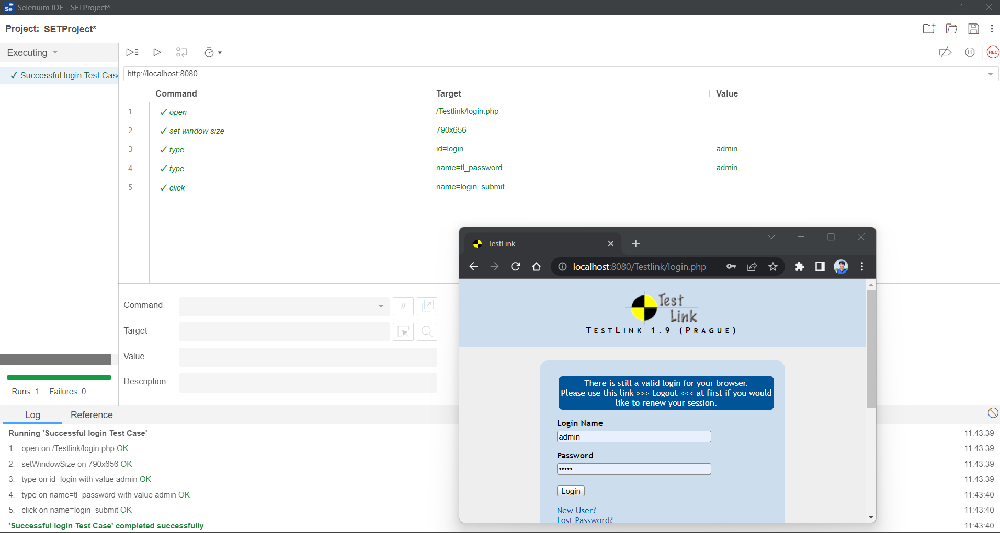 Selenium IDE - SETProject*
Project: SETProject*
Executing
REC
✓ Successful login Test Cas
http://localhost:8080
Command Target Value
1 ✓ open /Testlink/login.php
2 ✓ set window size 790x656
3 ✓ type id=login admin
4 ✓ type name=tl_password admin
5 ✓ click name=login_submit
Command //
Target
Value
Description
Runs: 1 Failures: 0
Log Reference
Running 'Successful login Test Case' 11:43:39
1. open on /Testlink/login.php OK 11:43:39
2. setWindowSize on 790x656 OK 11:43:39
3. type on id=login with value admin OK 11:43:39
4. type on name=tl_password with value admin OK 11:43:40
5. click on name=login_submit OK 11:43:40
'Successful login Test Case' completed successfully 11:43:40
TestLink
localhost:8080/Testlink/login.php
Test
Link
TestLink 1.9 (Prague)
There is still a valid login for your browser.
Please use this link >>> Logout <<< at first if you would
like to renew your session.
Login Name
admin
Password
•••••
Login
New User?
Lost Password?